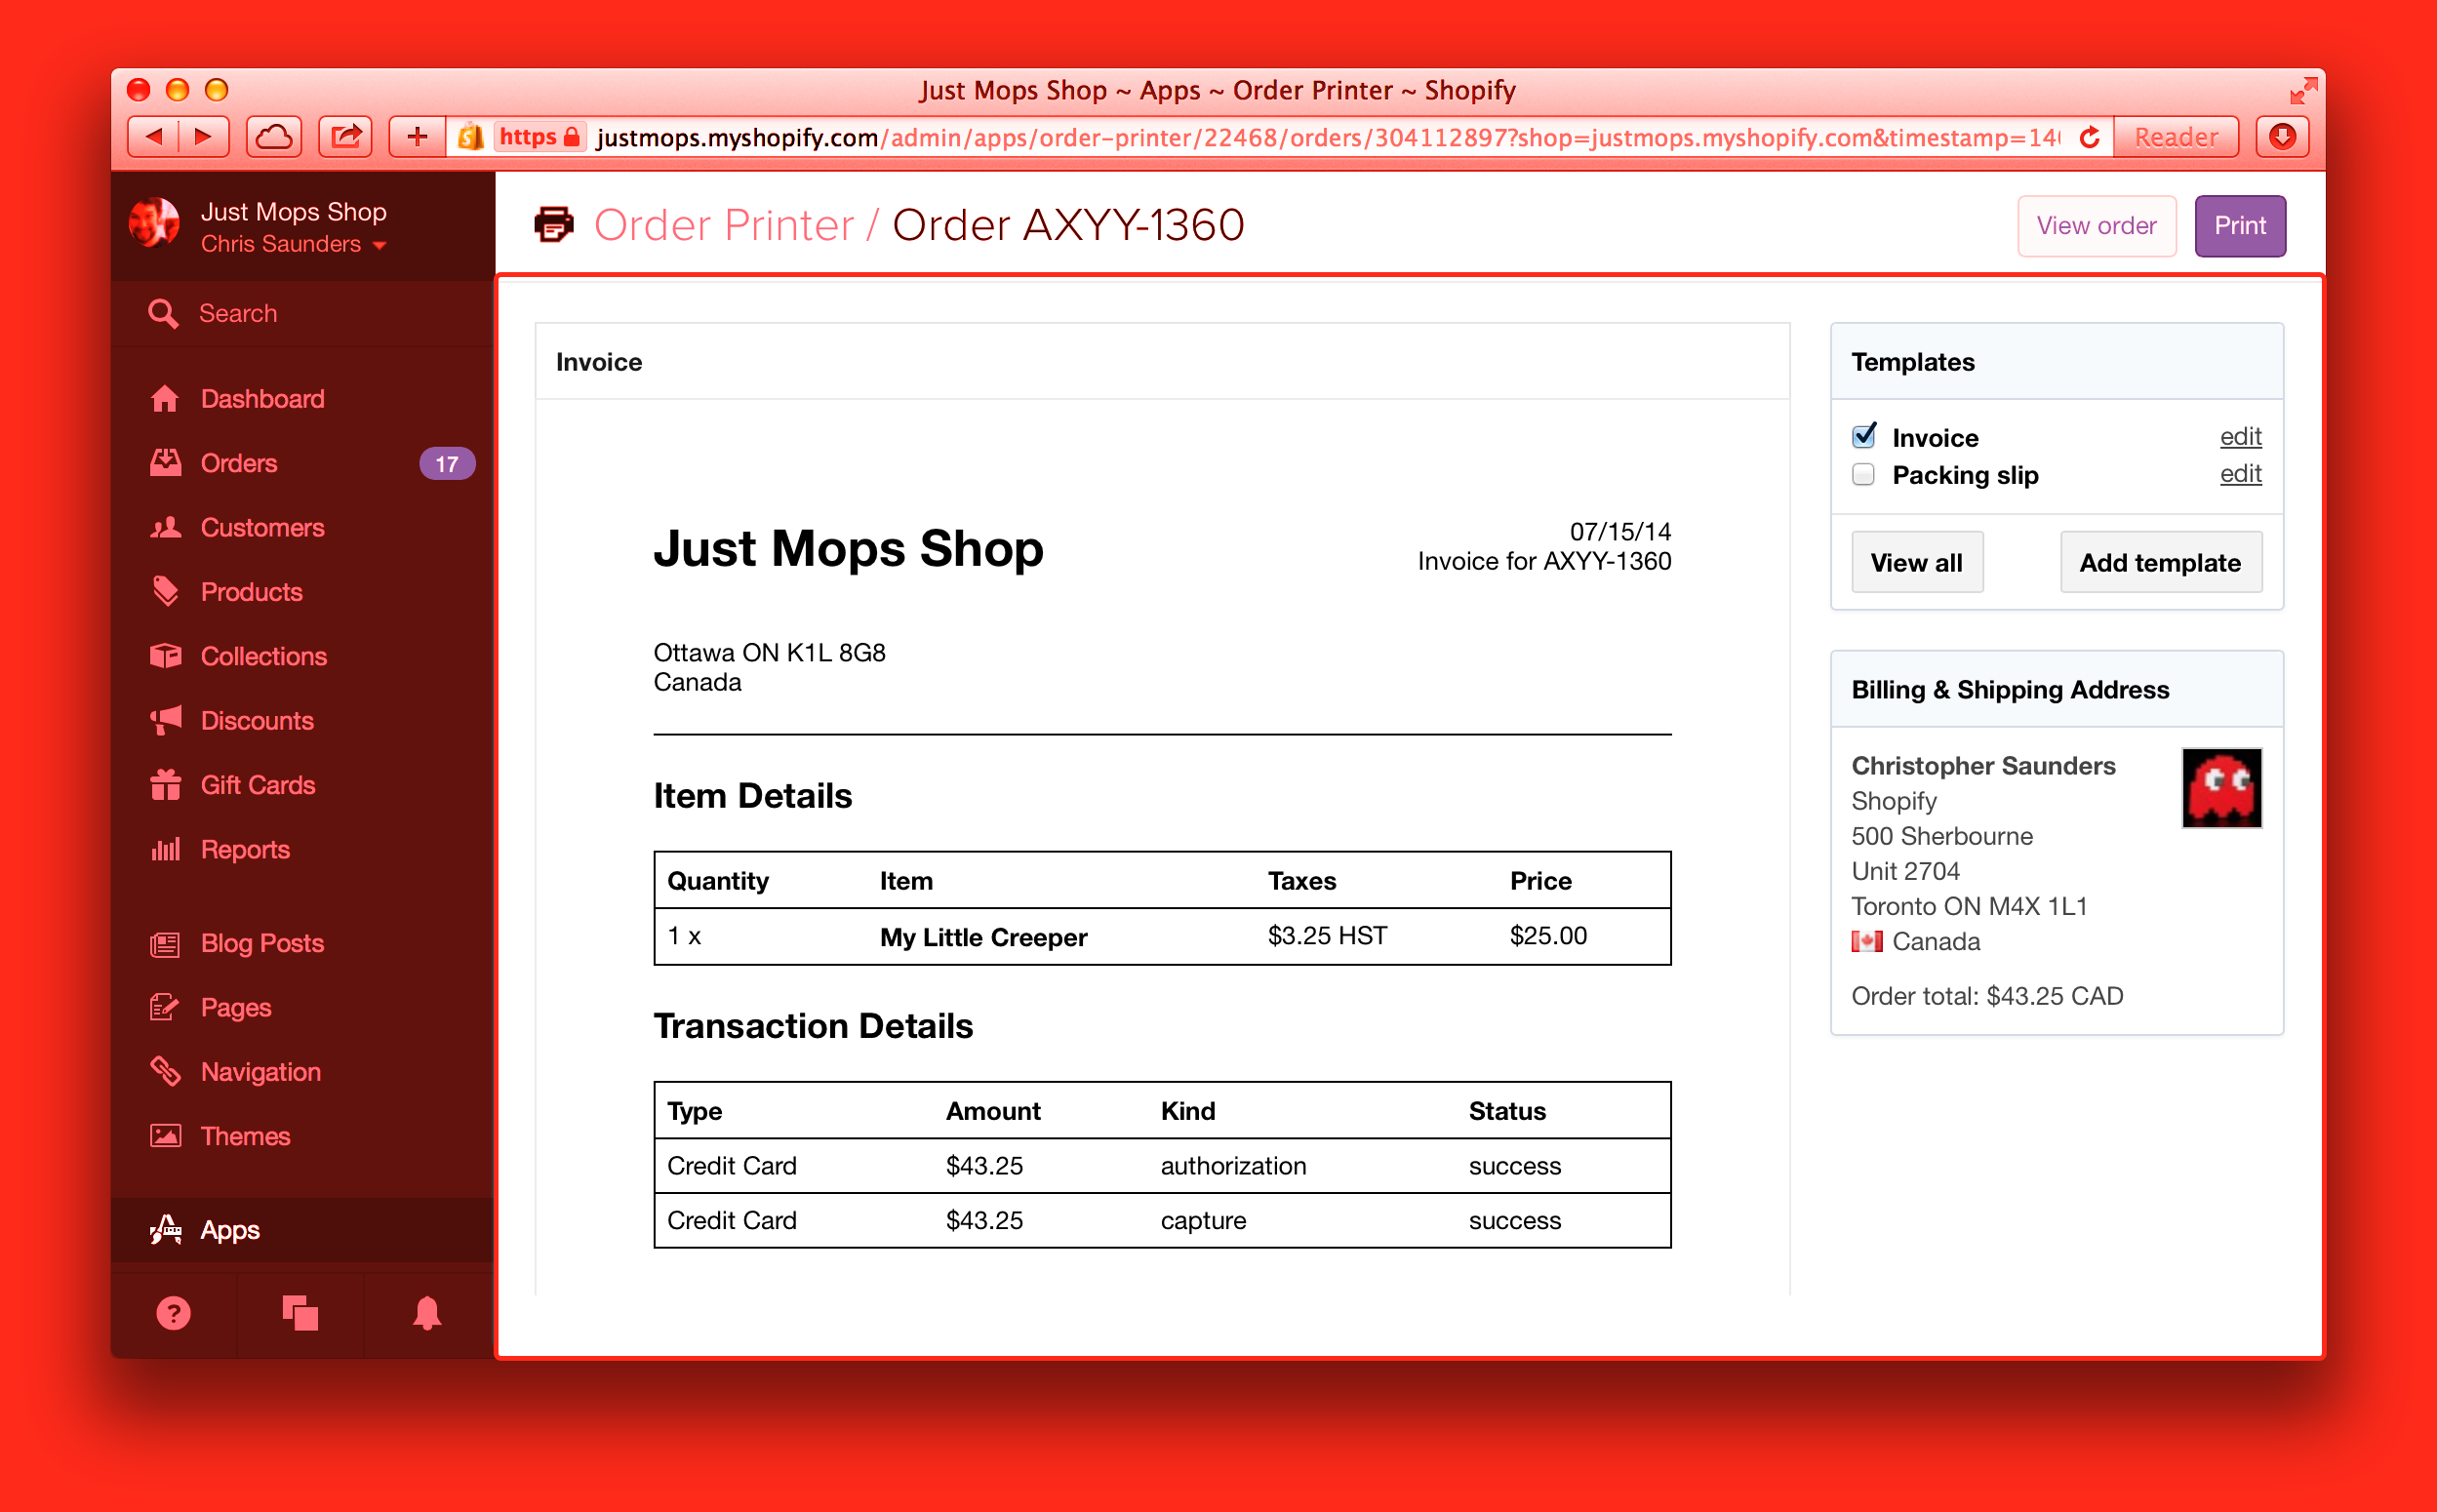 Just Mops Shop ~ Apps ~ Order Printer ~ Shopify
https justmops.myshopify.com/admin/apps/order-printer/22468/orders/304112897?shop=justmops.myshopify.com&timestamp=14
Reader
Just Mops Shop
Chris Saunders
Search
Dashboard
Orders 17
Customers
Products
Collections
Discounts
Gift Cards
Reports
Blog Posts
Pages
Navigation
Themes
Apps
Order Printer / Order AXYY-1360
View order
Print
Invoice
Just Mops Shop
07/15/14
Invoice for AXYY-1360
Ottawa ON K1L 8G8
Canada
Item Details
Quantity Item Taxes Price
1 x My Little Creeper $3.25 HST $25.00
Transaction Details
Type Amount Kind Status
Credit Card $43.25 authorization success
Credit Card $43.25 capture success
Templates
Invoice edit
Packing slip edit
View all Add template
Billing & Shipping Address
Christopher Saunders
Shopify
500 Sherbourne
Unit 2704
Toronto ON M4X 1L1
Canada
Order total: $43.25 CAD